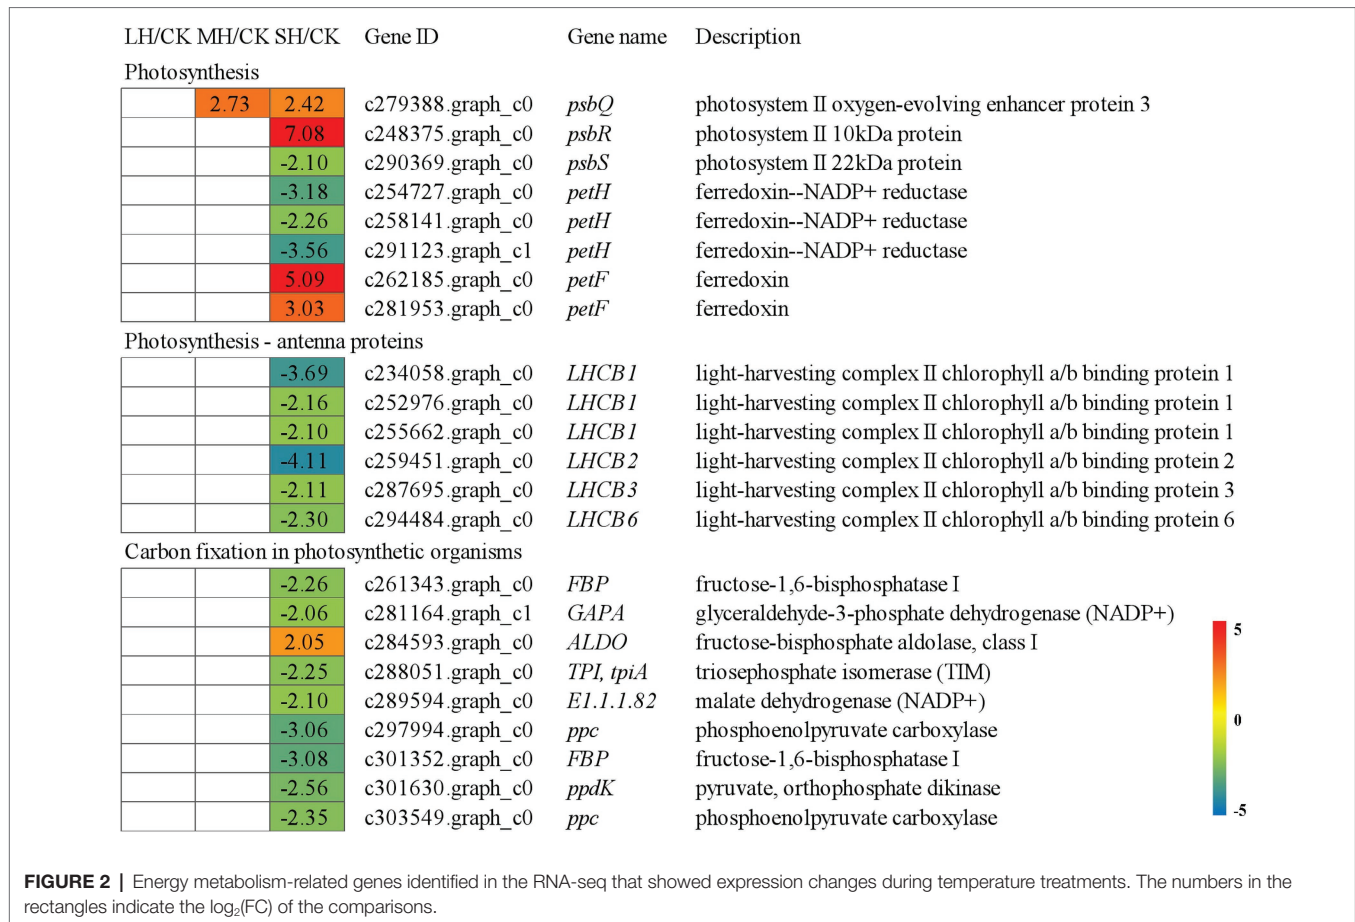 LH/CK MH/CK SH/CK Gene ID Gene name Description
Photosynthesis
2.73 2.42 c279388.graph_c0 psbQ photosystem II oxygen-evolving enhancer protein 3
7.08 c248375.graph_c0 psbR photosystem II 10kDa protein
-2.10 c290369.graph_c0 psbS photosystem II 22kDa protein
-3.18 c254727.graph_c0 petH ferredoxin--NADP+ reductase
-2.26 c258141.graph_c0 petH ferredoxin--NADP+ reductase
-3.56 c291123.graph_c1 petH ferredoxin--NADP+ reductase
5.09 c262185.graph_c0 petF ferredoxin
3.03 c281953.graph_c0 petF ferredoxin
Photosynthesis - antenna proteins
-3.69 c234058.graph_c0 LHCB1 light-harvesting complex II chlorophyll a/b binding protein 1
-2.16 c252976.graph_c0 LHCB1 light-harvesting complex II chlorophyll a/b binding protein 1
-2.10 c255662.graph_c0 LHCB1 light-harvesting complex II chlorophyll a/b binding protein 1
-4.11 c259451.graph_c0 LHCB2 light-harvesting complex II chlorophyll a/b binding protein 2
-2.11 c287695.graph_c0 LHCB3 light-harvesting complex II chlorophyll a/b binding protein 3
-2.30 c294484.graph_c0 LHCB6 light-harvesting complex II chlorophyll a/b binding protein 6
Carbon fixation in photosynthetic organisms
-2.26 c261343.graph_c0 FBP fructose-1,6-bisphosphatase I
-2.06 c281164.graph_c1 GAPA glyceraldehyde-3-phosphate dehydrogenase (NADP+)
2.05 c284593.graph_c0 ALDO fructose-bisphosphate aldolase, class I
-2.25 c288051.graph_c0 TPI, tpiA triosephosphate isomerase (TIM)
-2.10 c289594.graph_c0 E1.1.1.82 malate dehydrogenase (NADP+)
-3.06 c297994.graph_c0 ppc phosphoenolpyruvate carboxylase
-3.08 c301352.graph_c0 FBP fructose-1,6-bisphosphatase I
-2.56 c301630.graph_c0 ppdK pyruvate, orthophosphate dikinase
-2.35 c303549.graph_c0 ppc phosphoenolpyruvate carboxylase
5
0
-5
FIGURE 2 | Energy metabolism-related genes identified in the RNA-seq that showed expression changes during temperature treatments. The numbers in the
rectangles indicate the log₂(FC) of the comparisons.